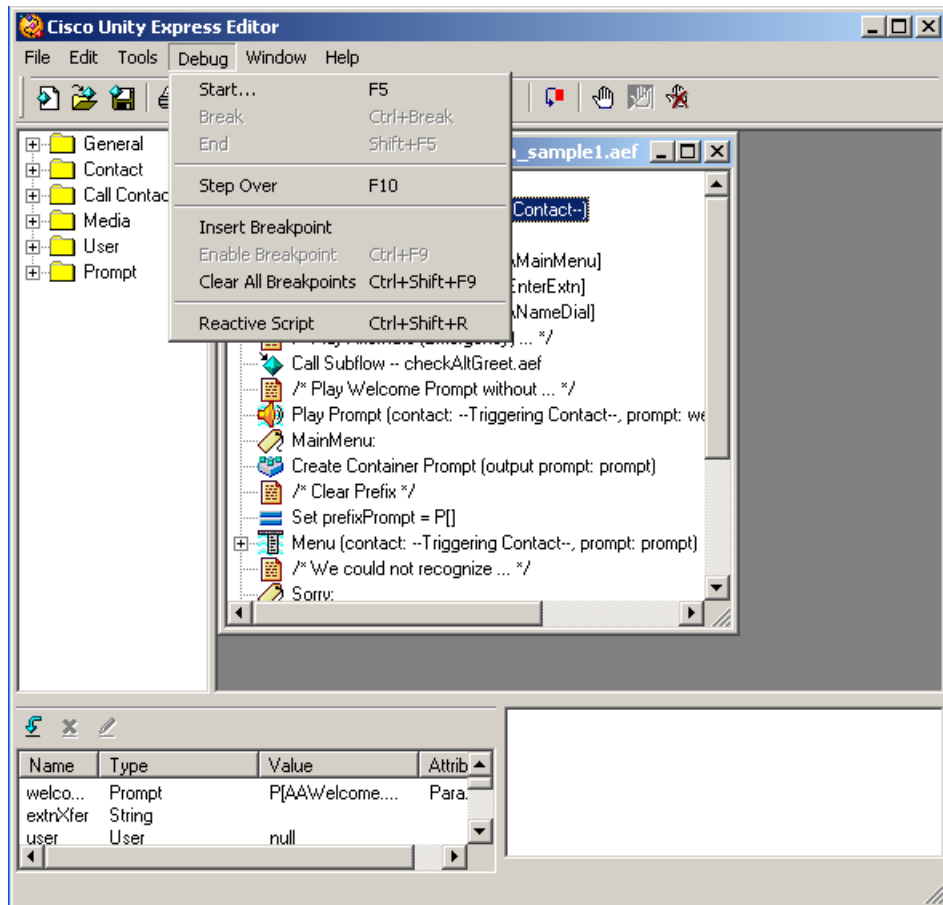 Cisco Unity Express Editor
File Edit Tools Debug Window Help
Start... F5
Break Ctrl+Break
End Shift+F5
Step Over F10
Insert Breakpoint
Enable Breakpoint Ctrl+F9
Clear All Breakpoints Ctrl+Shift+F9
Reactive Script Ctrl+Shift+R
General
Contact
Call Contac
Media
User
Prompt
_sample1.aef
Contact--)
MainMenu]
EnterExtn]
NameDial]
... */
Call Subflow -- checkAltGreet.aef
/* Play Welcome Prompt without ... */
Play Prompt (contact: --Triggering Contact--, prompt: we
MainMenu:
Create Container Prompt (output prompt: prompt)
/* Clear Prefix */
Set prefixPrompt = P[]
Menu (contact: --Triggering Contact--, prompt: prompt)
/* We could not recognize ... */
Sorry:
Name Type Value Attrib
welco... Prompt P[AAWelcome.... Para
extnXfer String
user User null